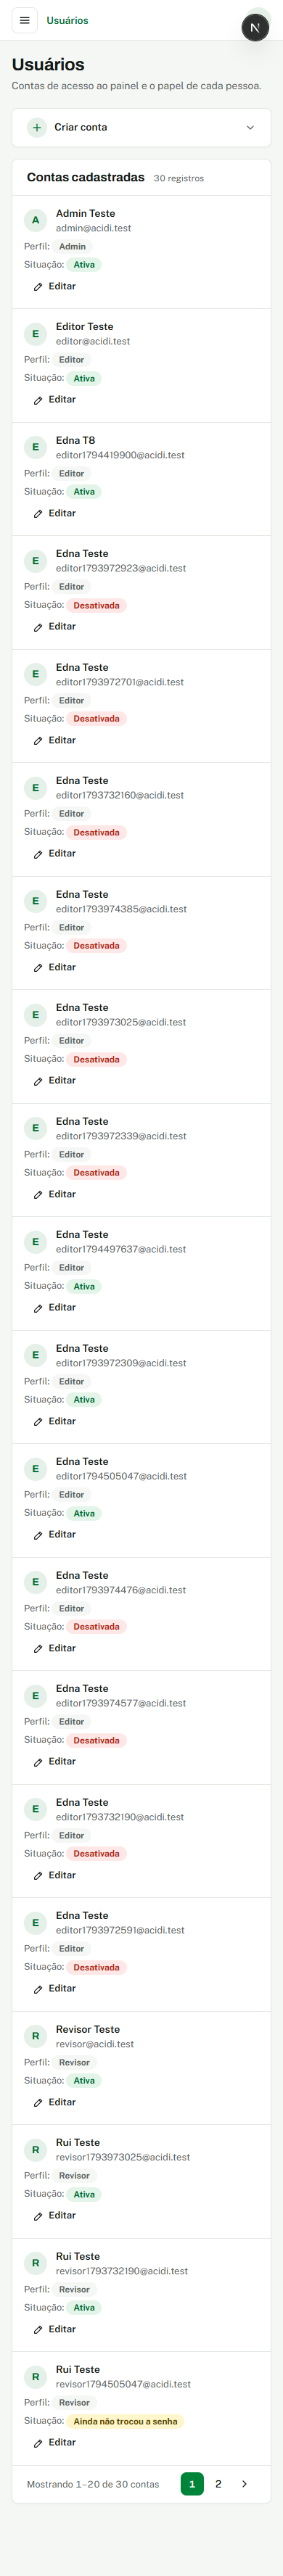 Usuários
N
Usuários
Contas de acesso ao painel e o papel de cada pessoa.
Criar conta
Contas cadastradas 30 registros
A Admin Teste
admin@acidi.test
Perfil: Admin
Situação: Ativa
Editar
E Editor Teste
editor@acidi.test
Perfil: Editor
Situação: Ativa
Editar
E Edna T8
editor1794419900@acidi.test
Perfil: Editor
Situação: Ativa
Editar
E Edna Teste
editor1793972923@acidi.test
Perfil: Editor
Situação: Desativada
Editar
E Edna Teste
editor1793972701@acidi.test
Perfil: Editor
Situação: Desativada
Editar
E Edna Teste
editor1793732160@acidi.test
Perfil: Editor
Situação: Desativada
Editar
E Edna Teste
editor1793974385@acidi.test
Perfil: Editor
Situação: Desativada
Editar
E Edna Teste
editor1793973025@acidi.test
Perfil: Editor
Situação: Desativada
Editar
E Edna Teste
editor1793972339@acidi.test
Perfil: Editor
Situação: Desativada
Editar
E Edna Teste
editor1794497637@acidi.test
Perfil: Editor
Situação: Ativa
Editar
E Edna Teste
editor1793972309@acidi.test
Perfil: Editor
Situação: Ativa
Editar
E Edna Teste
editor1794505047@acidi.test
Perfil: Editor
Situação: Ativa
Editar
E Edna Teste
editor1793974476@acidi.test
Perfil: Editor
Situação: Desativada
Editar
E Edna Teste
editor1793974577@acidi.test
Perfil: Editor
Situação: Desativada
Editar
E Edna Teste
editor1793732190@acidi.test
Perfil: Editor
Situação: Desativada
Editar
E Edna Teste
editor1793972591@acidi.test
Perfil: Editor
Situação: Desativada
Editar
R Revisor Teste
revisor@acidi.test
Perfil: Revisor
Situação: Ativa
Editar
R Rui Teste
revisor1793973025@acidi.test
Perfil: Revisor
Situação: Ativa
Editar
R Rui Teste
revisor1793732190@acidi.test
Perfil: Revisor
Situação: Ativa
Editar
R Rui Teste
revisor1794505047@acidi.test
Perfil: Revisor
Situação: Ainda não trocou a senha
Editar
Mostrando 1–20 de 30 contas 1 2